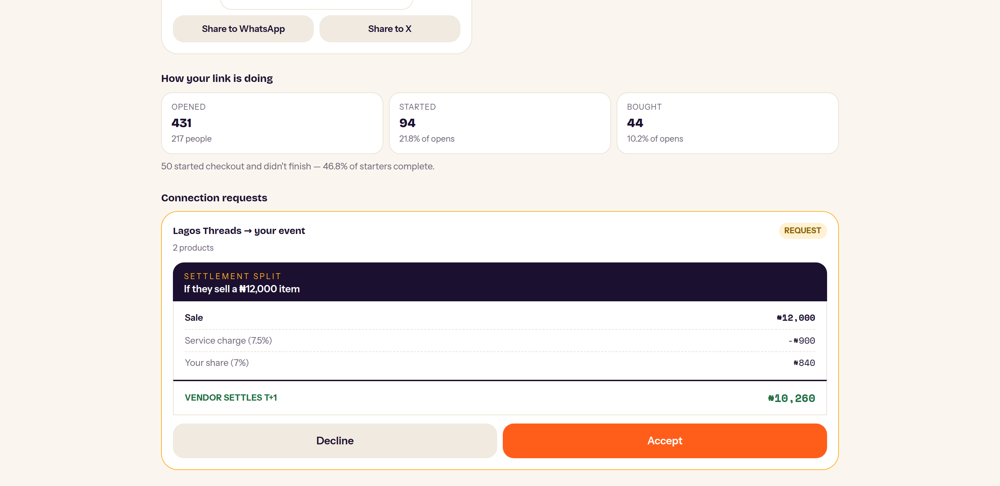 Share to WhatsApp
Share to X
How your link is doing
OPENED
431
217 people
STARTED
94
21.8% of opens
BOUGHT
44
10.2% of opens
50 started checkout and didn't finish — 46.8% of starters complete.
Connection requests
Lagos Threads → your event
REQUEST
2 products
SETTLEMENT SPLIT
If they sell a ₦12,000 item
Sale ₦12,000
Service charge (7.5%) -₦900
Your share (7%) ₦840
VENDOR SETTLES T+1 ₦10,260
Decline
Accept